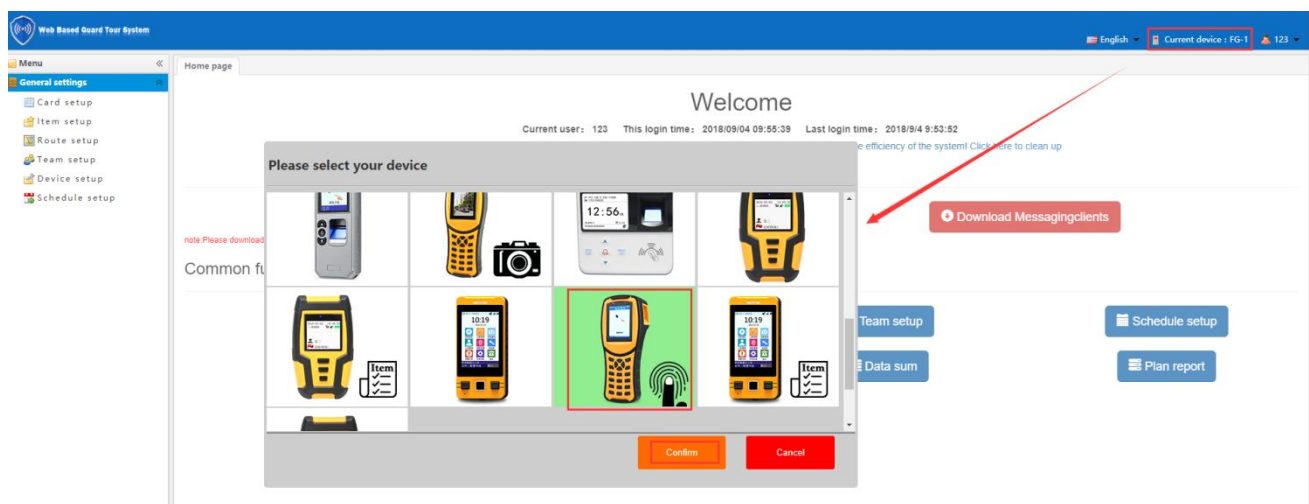 Web Based Guard Tour System
English
Current device : FG-1
123
Menu
Home page
General settings
Card setup
Item setup
Route setup
Team setup
Device setup
Schedule setup
Welcome
Current user: 123 This login time: 2018/09/04 09:55:39 Last login time: 2018/9/4 9:53:52
e efficiency of the system! Click here to clean up
Please select your device
12:56
Download Messagingclients
note:Please download
Common fu
10:19
10:19
Item
Item
Team setup
Schedule setup
Data sum
Plan report
Confirm
Cancel